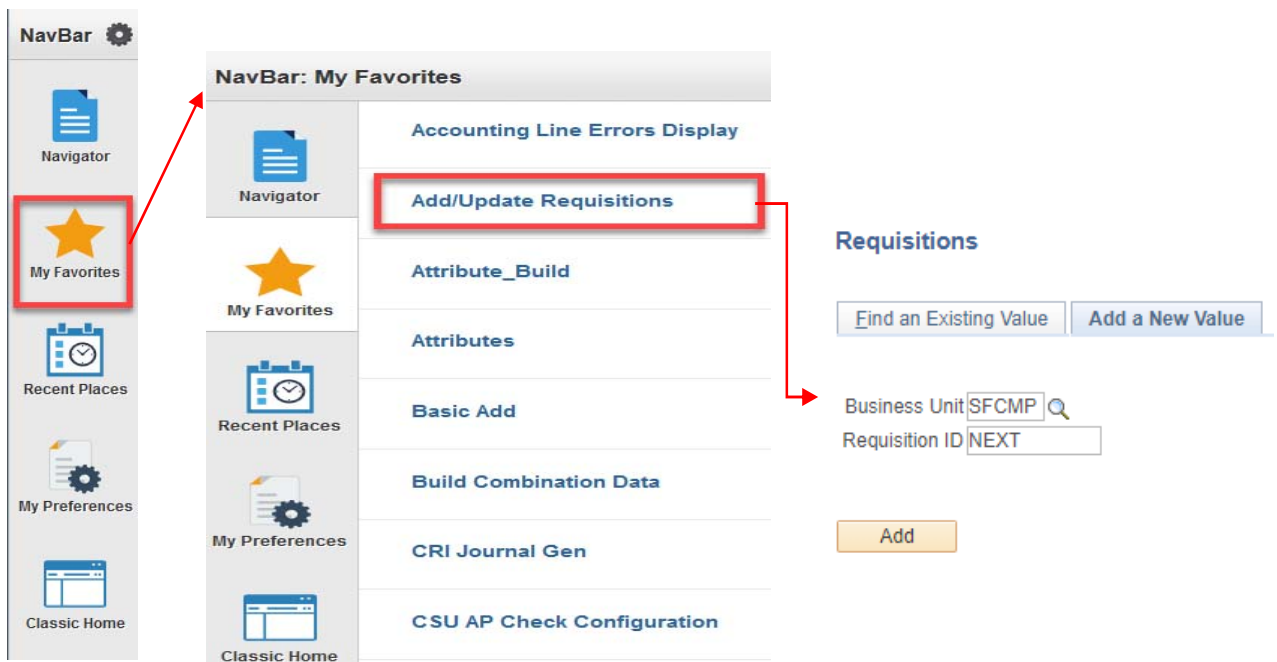 NavBar
Navigator
My Favorites
Recent Places
My Preferences
Classic Home
NavBar: My Favorites
Navigator
My Favorites
Recent Places
My Preferences
Classic Home
Accounting Line Errors Display
Add/Update Requisitions
Attribute_Build
Attributes
Basic Add
Build Combination Data
CRI Journal Gen
CSU AP Check Configuration
Requisitions
Find an Existing Value
Add a New Value
Business Unit SFCMP
Requisition ID NEXT
Add